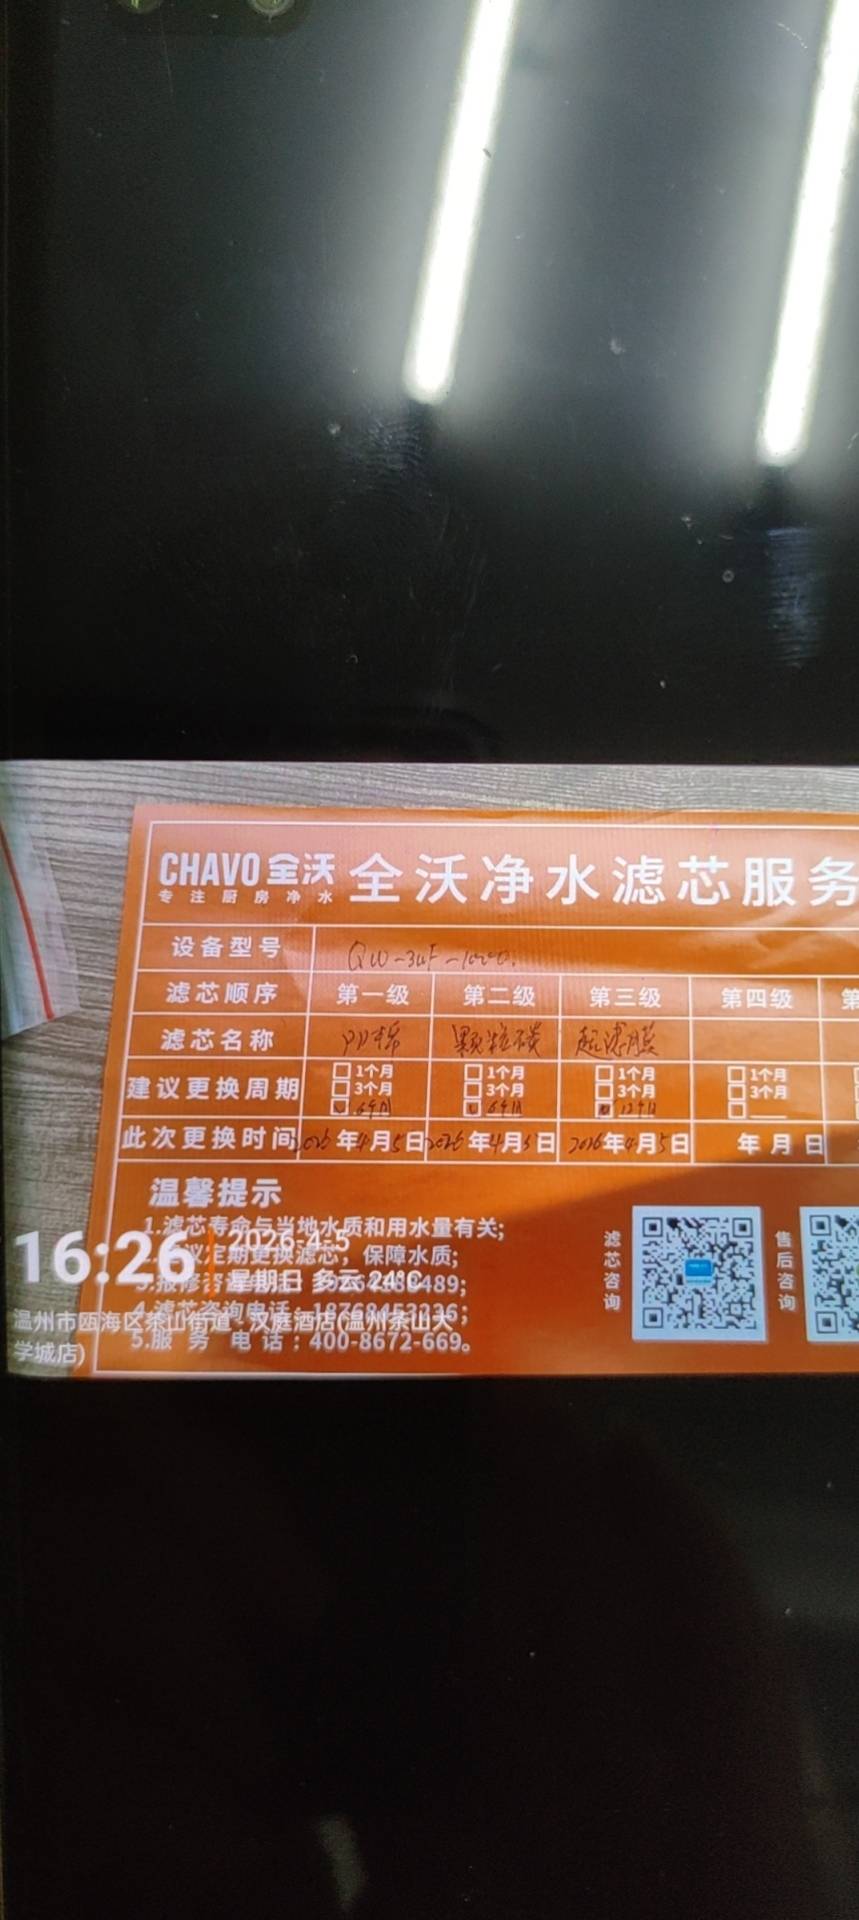 CHAVO 全沃 全沃净水滤芯服务
专注厨房净水
设备型号 QW-3UF-1000.
滤芯顺序 第一级 第二级 第三级 第四级 第
滤芯名称 PP棉 颗粒碳 超滤膜
建议更换周期 1个月 1个月 1个月 1个月
3个月 3个月 3个月 3个月
6个月 6个月 12个月
此次更换时间 2026年4月5日 2026年4月5日 2026年4月5日 年月日
温馨提示
1.滤芯寿命与当地水质和用水量有关;
定期更换滤芯，保障水质;
4.滤芯咨询电话:
5.服务电话:400-8672-669。
滤芯咨询
售后咨询
16:26
2026-4-5
星期日 多云 24℃
温州市瓯海区茶山街道·汉庭酒店(温州茶山大
学城店)